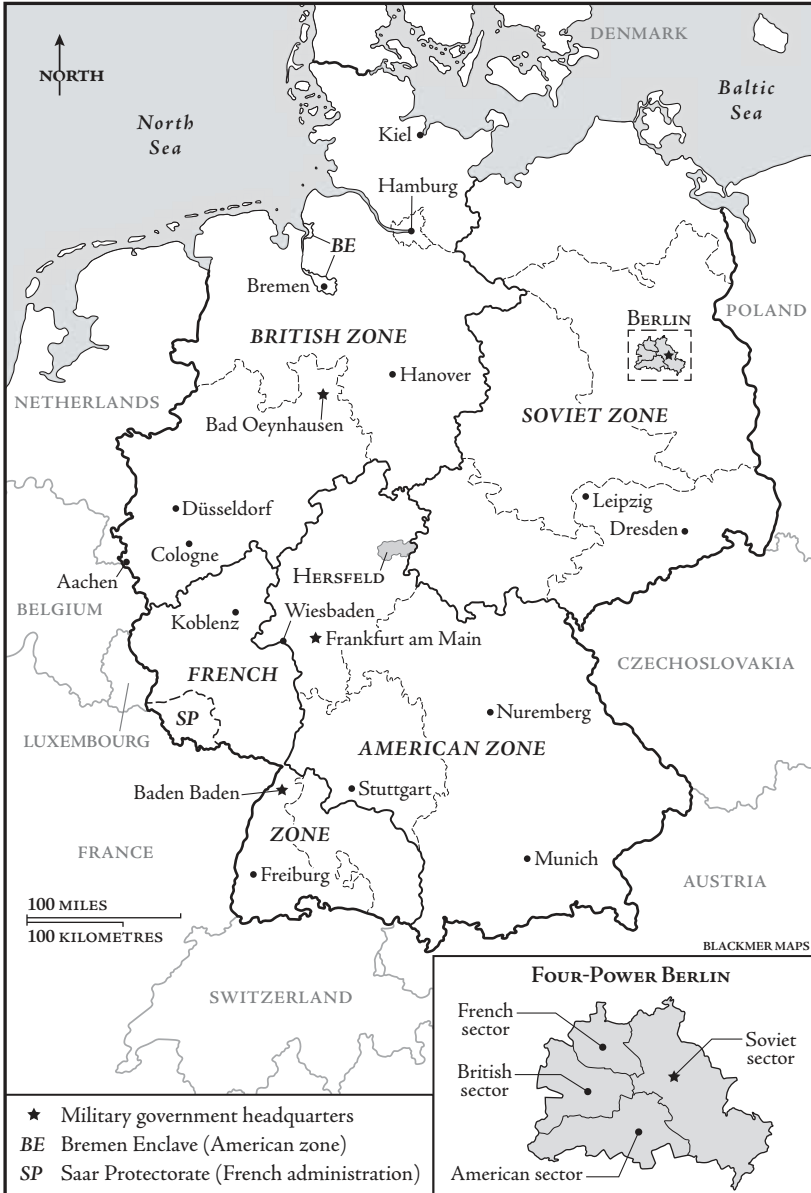 NORTH
DENMARK
North
Sea
Baltic
Sea
Kiel
Hamburg
BE
Bremen
POLAND
BERLIN
BRITISH ZONE
Hanover
NETHERLANDS
Bad Oeynhausen
SOVIET ZONE
Leipzig
Düsseldorf
Dresden
Cologne
Aachen
HERSFELD
BELGIUM
Koblenz
Wiesbaden
Frankfurt am Main
CZECHOSLOVAKIA
FRENCH
SP
Nuremberg
LUXEMBOURG
AMERICAN ZONE
Baden Baden
Stuttgart
ZONE
FRANCE
Munich
Freiburg
AUSTRIA
100 MILES
100 KILOMETRES
BLACKMER MAPS
SWITZERLAND
FOUR-POWER BERLIN
French
sector
Soviet
sector
British
sector
American sector
Military government headquarters
BE Bremen Enclave (American zone)
SP Saar Protectorate (French administration)